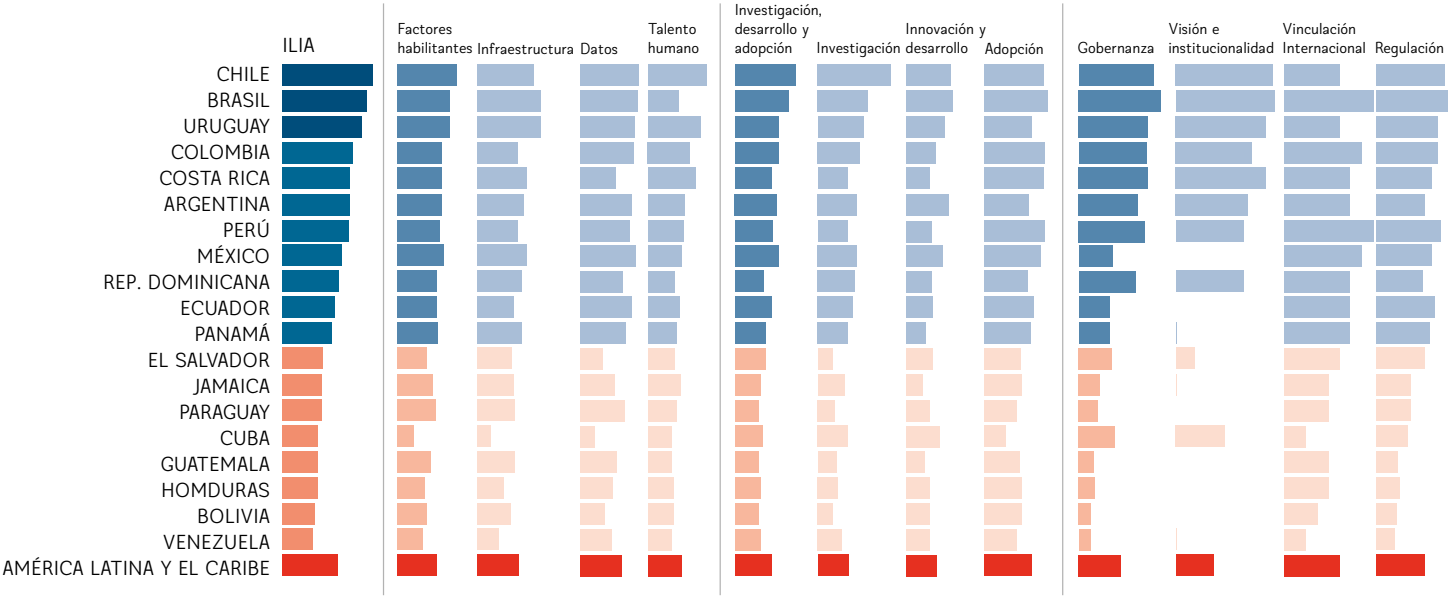 ILIA
Factores
habilitantes
Infraestructura
Datos
Talento
humano
Investigación,
desarrollo y
adopción
Investigación
Innovación y
desarrollo
Adopción
Gobernanza
Visión e
institucionalidad
Vinculación
Internacional
Regulación
CHILE
BRASIL
URUGUAY
COLOMBIA
COSTA RICA
ARGENTINA
PERÚ
MÉXICO
REP. DOMINICANA
ECUADOR
PANAMÁ
EL SALVADOR
JAMAICA
PARAGUAY
CUBA
GUATEMALA
HOMDURAS
BOLIVIA
VENEZUELA
AMÉRICA LATINA Y EL CARIBE